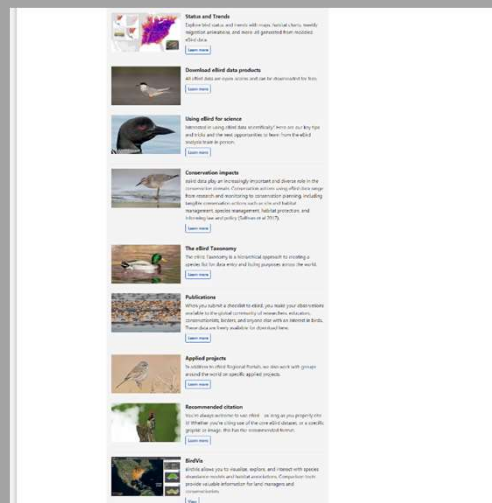 Status and Trends
Explore bird status and trends with maps, habitat charts, weekly
migration animations, and more, all generated from modeled
eBird data
Learn more
Download eBird data products
All eBird data are open access and can be downloaded for free.
Learn more
Using eBird for science
Interested in using eBird data scientifically? Here are our key tips
and tricks and the next opportunities to learn from the eBird
analysis team in person.
Learn more
Conservation impacts
eBird data play an increasingly important and diverse role in the
conservation domain. Conservation actions using eBird data range
from research and monitoring to conservation planning, including
tangible conservation actions such as site and habitat
management, species management, habitat protection, and
informing law and policy (Sullivan et al 2017).
Learn more
The eBird Taxonomy
The eBird Taxonomy is a hierarchical approach to creating a
species list for data entry and listing purposes across the world.
Learn more
Publications
When you submit a checklist to eBird, you make your observations
available to the global community of researchers, educators,
conservationists, birders, and anyone else with an interest in birds.
These data are freely available for download here.
Learn more
Applied projects
In addition to eBird Regional Portals, we also work with groups
around the world on specific applied projects.
Learn more
Recommended citation
You're always welcome to use eBird as long as you properly cite
it! Whether you're citing use of the core eBird dataset, or a specific
graphic or image, the has the recommended format.
Learn more
BirdViz
BirdViz allows you to visualize, explore, and interact with species
abundance models and habitat associations. Comparison tools
provide valuable information for land managers and
conservationists.
View